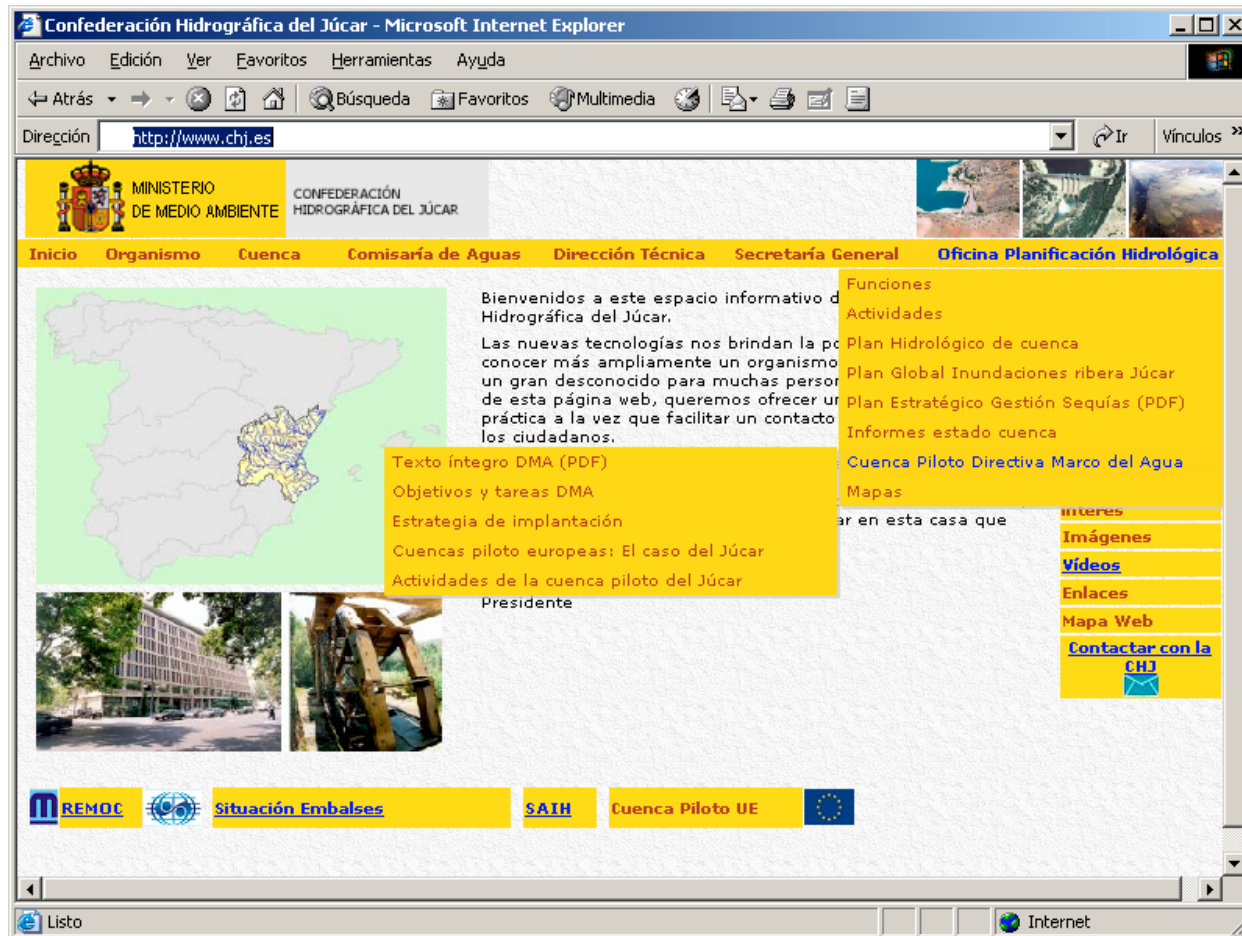 Confederación Hidrográfica del Júcar - Microsoft Internet Explorer
Archivo Edición Ver Favoritos Herramientas Ayuda
Atrás Búsqueda Favoritos Multimedia
Dirección http://www.chj.es Ir Vínculos »
MINISTERIO
DE MEDIO AMBIENTE
CONFEDERACIÓN
HIDROGRÁFICA DEL JÚCAR
Inicio Organismo Cuenca Comisaría de Aguas Dirección Técnica Secretaría General Oficina Planificación Hidrológica
Funciones
Actividades
Plan Hidrológico de cuenca
Plan Global Inundaciones ribera Júcar
Plan Estratégico Gestión Sequías (PDF)
Informes estado cuenca
Cuenca Piloto Directiva Marco del Agua
Mapas
Bienvenidos a este espacio informativo d
Hidrográfica del Júcar.
Las nuevas tecnologías nos brindan la po
conocer más ampliamente un organismo
un gran desconocido para muchas person
de esta página web, queremos ofrecer un
práctica a la vez que facilitar un contacto
los ciudadanos.
Texto íntegro DMA (PDF)
Objetivos y tareas DMA
Estrategia de implantación
Cuencas piloto europeas: El caso del Júcar
Actividades de la cuenca piloto del Júcar
ar en esta casa que
Presidente
interés
Imágenes
Vídeos
Enlaces
Mapa Web
Contactar con la
CHJ
REMOC Situación Embalses SAIH Cuenca Piloto UE
Listo Internet